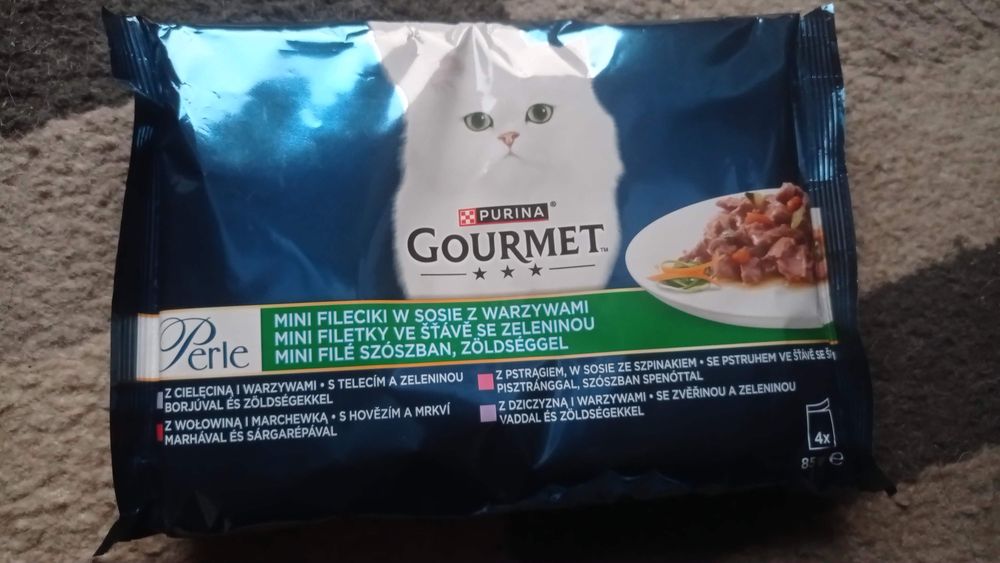 PURINA®
GOURMET™
Perle
MINI FILECIKI W SOSIE Z WARZYWAMI
MINI FILETKY VE ŠŤÁVĚ SE ZELENINOU
MINI FILÉ SZÓSZBAN, ZÖLDSÉGGEL
Z CIELĘCINĄ I WARZYWAMI • S TELECÍM A ZELENINOU
BORJÚVAL ÉS ZÖLDSÉGEKKEL
Z WOŁOWINĄ I MARCHEWKĄ • S HOVĚZÍM A MRKVÍ
MARHÁVAL ÉS SÁRGARÉPÁVAL
Z PSTRĄGIEM, W SOSIE ZE SZPINAKIEM • SE PSTRUHEM VE ŠŤÁVĚ SE
PISZTRÁNGGAL, SZÓSZBAN SPENÓTTAL
Z DZICZYZNĄ I WARZYWAMI • SE ZVĚŘINOU A ZELENINOU
VADDAL ÉS ZÖLDSÉGEKKEL
4x
85g ℮